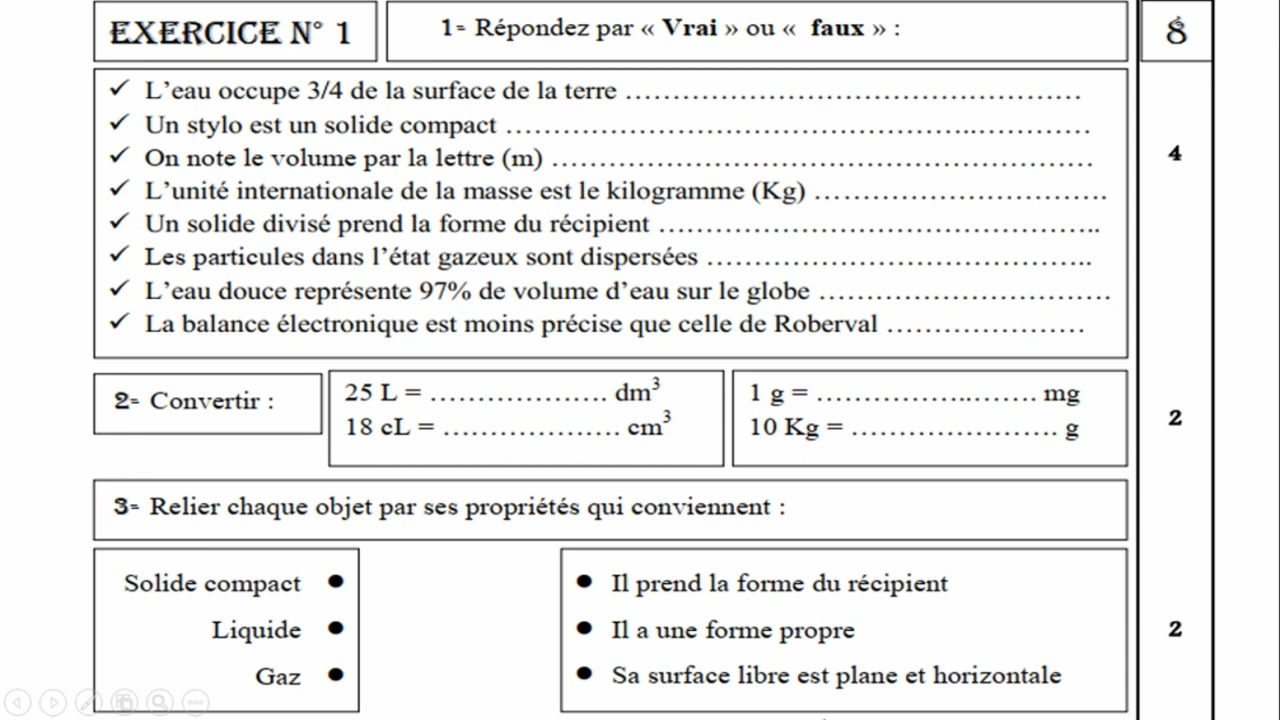 EXERCICE N° 1
1- Répondez par « Vrai » ou « faux » :
8
✓ L'eau occupe 3/4 de la surface de la terre ……………………………………………………
✓ Un stylo est un solide compact …………………………………………………..…………
✓ On note le volume par la lettre (m) ……………………………………………………………
4
✓ L'unité internationale de la masse est le kilogramme (Kg) ……………………………….
✓ Un solide divisé prend la forme du récipient ………………………………………………..
✓ Les particules dans l'état gazeux sont dispersées …………………………………………..
✓ L'eau douce représente 97% de volume d'eau sur le globe ……………………………….
✓ La balance électronique est moins précise que celle de Roberval ……………………
2- Convertir :
25 L = …………………. dm³
1 g = ………………..……. mg
18 cL = …………………. cm³
10 Kg = ……………………. g
2
3- Relier chaque objet par ses propriétés qui conviennent :
Solide compact ●
● Il prend la forme du récipient
Liquide ●
● Il a une forme propre
2
Gaz ●
● Sa surface libre est plane et horizontale